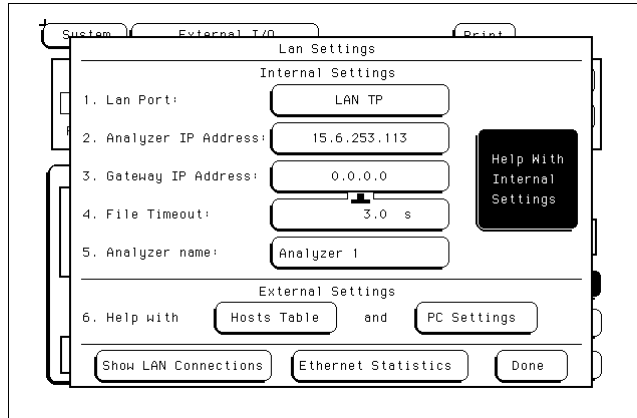 System External I/O Print
Lan Settings
Internal Settings
1. Lan Port: LAN TP
2. Analyzer IP Address: 15.6.253.113
3. Gateway IP Address: 0.0.0.0
4. File Timeout: 3.0 s
5. Analyzer name: Analyzer 1
Help With
Internal
Settings
External Settings
6. Help with Hosts Table and PC Settings
Show LAN Connections Ethernet Statistics Done